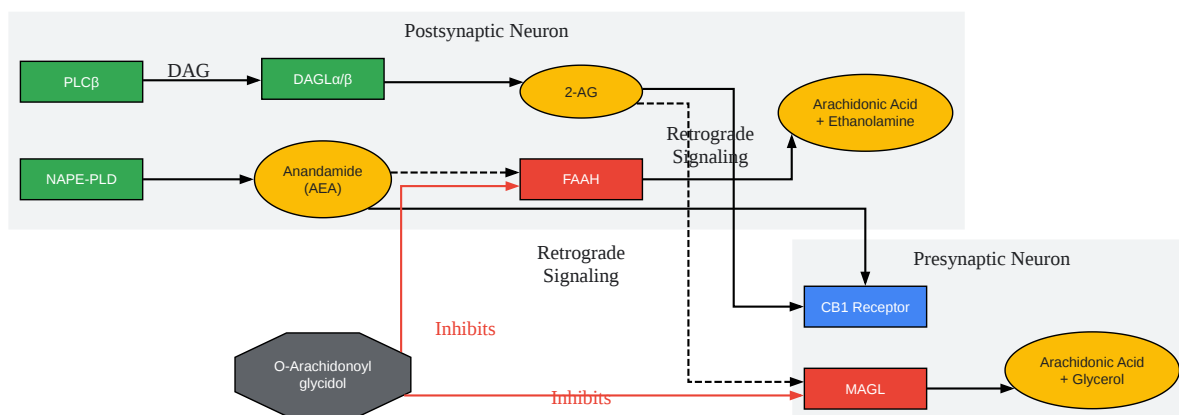 Postsynaptic Neuron
PLCβ
DAG
DAGLα/β
2-AG
Arachidonic Acid
+ Ethanolamine
Retrograde
Signaling
NAPE-PLD
Anandamide
(AEA)
FAAH
Retrograde
Signaling
Presynaptic Neuron
CB1 Receptor
Inhibits
O-Arachidonoyl
glycidol
Inhibits
MAGL
Arachidonic Acid
+ Glycerol